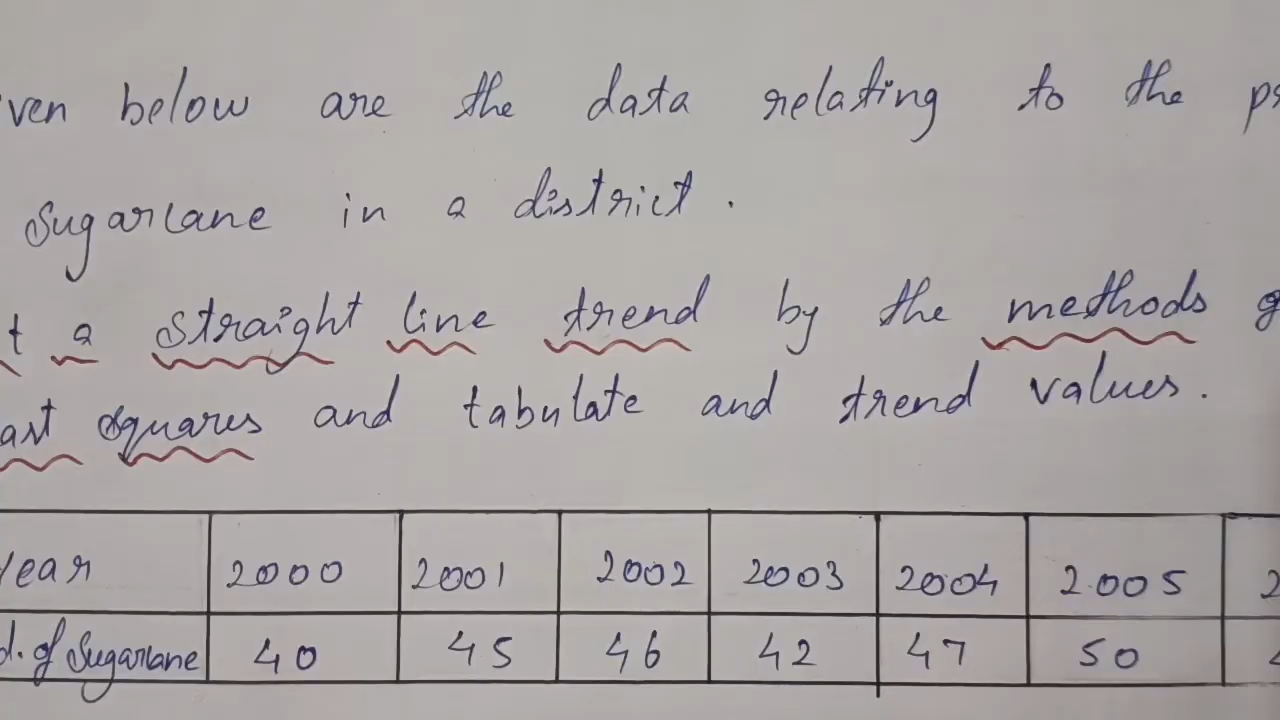 ven below are the data relating to the
Sugarcane in a district.
t a straight line trend by the methods
ast squares and tabulate and trend values.
Year 2000 2001 2002 2003 2004 2005 2
d. of Sugarcane 40 45 46 42 47 50